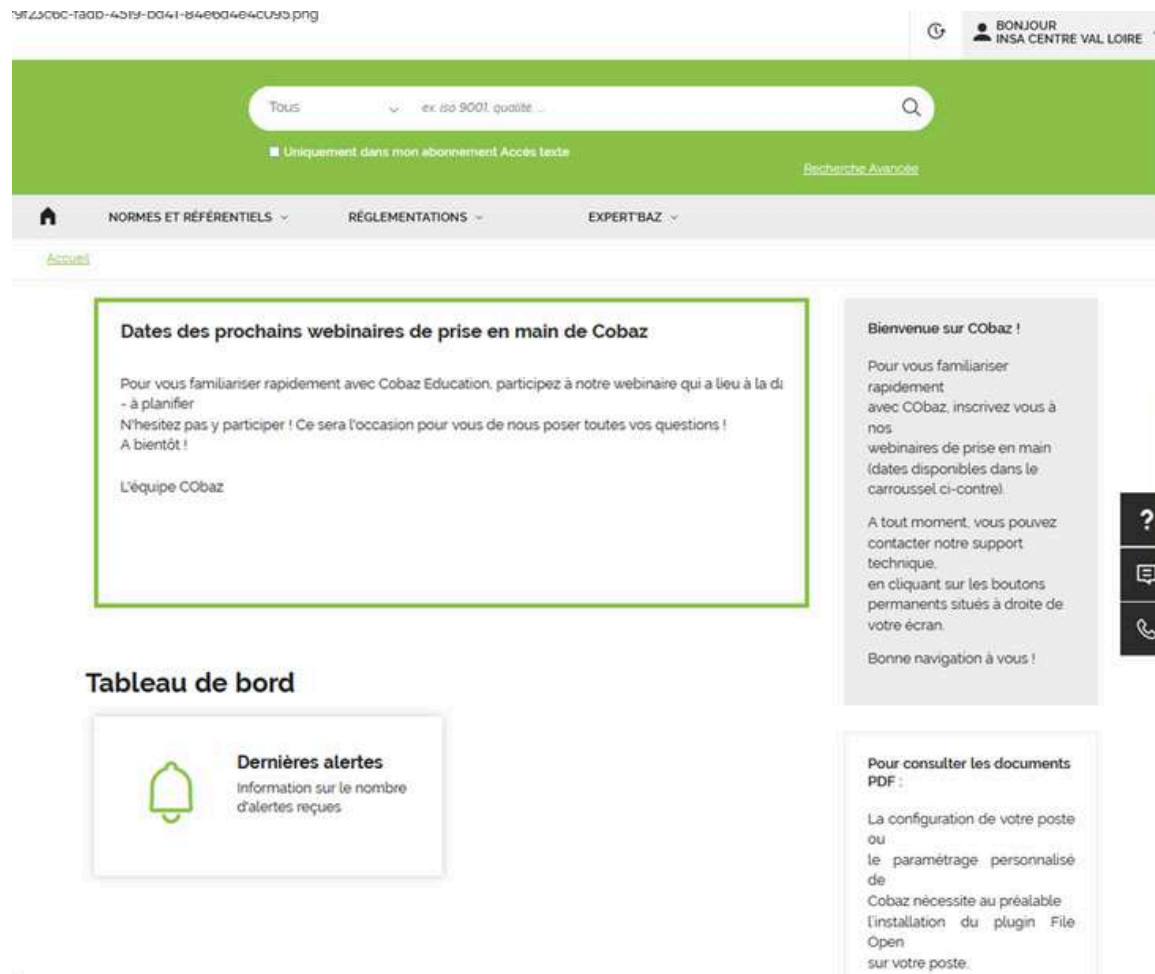 BONJOUR
INSA CENTRE VAL LOIRE
Tous
ex. iso 9001, qualité, ...
Uniquement dans mon abonnement Accès texte
Recherche Avancée
NORMES ET RÉFÉRENTIELS
RÉGLEMENTATIONS
EXPERT'BAZ
Accueil
Dates des prochains webinaires de prise en main de Cobaz
Pour vous familiariser rapidement avec Cobaz Education, participez à notre webinaire qui a lieu à la da
- à planifier
N'hesitez pas y participer ! Ce sera l'occasion pour vous de nous poser toutes vos questions !
A bientôt !
L'équipe CObaz
Bienvenue sur CObaz !
Pour vous familiariser
rapidement
avec CObaz, inscrivez vous à
nos
webinaires de prise en main
(dates disponibles dans le
carroussel ci-contre).
A tout moment, vous pouvez
contacter notre support
technique,
en cliquant sur les boutons
permanents situés à droite de
votre écran.
Bonne navigation à vous !
Tableau de bord
Dernières alertes
Information sur le nombre
d'alertes reçues
Pour consulter les documents
PDF :
La configuration de votre poste
ou
le paramétrage personnalisé
de
Cobaz nécessite au préalable
l'installation du plugin File
Open
sur votre poste.